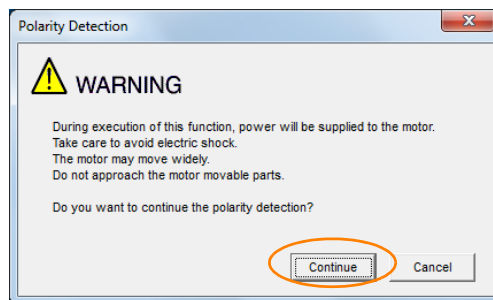 Polarity Detection
WARNING
During execution of this function, power will be supplied to the motor.
Take care to avoid electric shock.
The motor may move widely.
Do not approach the motor movable parts.
Do you want to continue the polarity detection?
Continue
Cancel